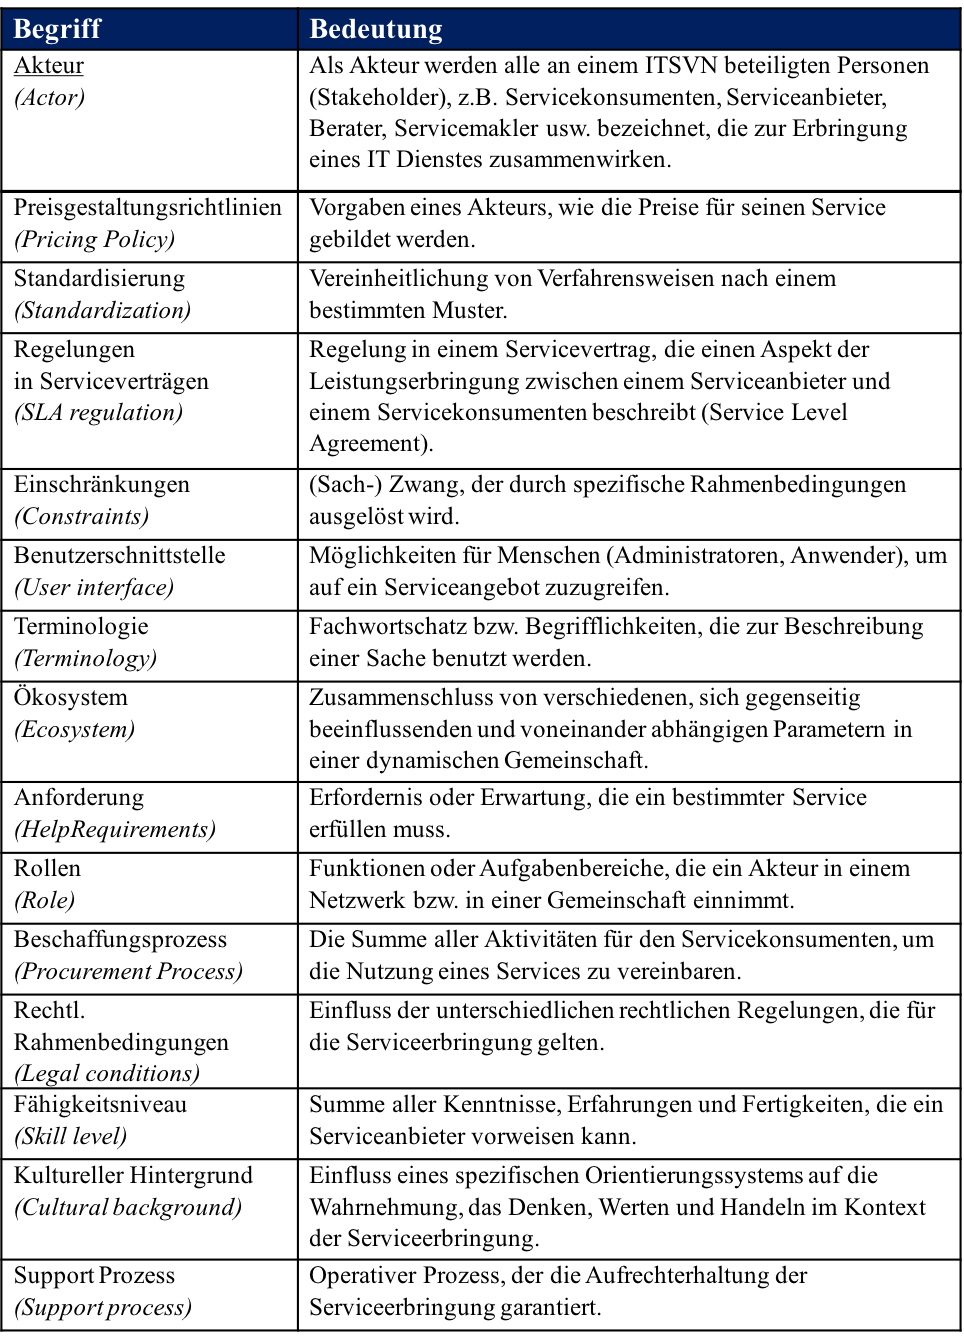 Begriff
Bedeutung
Akteur
(Actor)
Als Akteur werden alle an einem ITSVN beteiligten Personen
(Stakeholder), z.B. Servicekonsumenten, Serviceanbieter,
Berater, Servicemakler usw. bezeichnet, die zur Erbringung
eines IT Dienstes zusammenwirken.
Preisgestaltungsrichtlinien
(Pricing Policy)
Vorgaben eines Akteurs, wie die Preise für seinen Service
gebildet werden.
Standardisierung
(Standardization)
Vereinheitlichung von Verfahrensweisen nach einem
bestimmten Muster.
Regelungen
in Serviceverträgen
(SLA regulation)
Regelung in einem Servicevertrag, die einen Aspekt der
Leistungserbringung zwischen einem Serviceanbieter und
einem Servicekonsumenten beschreibt (Service Level
Agreement).
Einschränkungen
(Constraints)
(Sach-) Zwang, der durch spezifische Rahmenbedingungen
ausgelöst wird.
Benutzerschnittstelle
(User interface)
Möglichkeiten für Menschen (Administratoren, Anwender), um
auf ein Serviceangebot zuzugreifen.
Terminologie
(Terminology)
Fachwortschatz bzw. Begrifflichkeiten, die zur Beschreibung
einer Sache benutzt werden.
Ökosystem
(Ecosystem)
Zusammenschluss von verschiedenen, sich gegenseitig
beeinflussenden und voneinander abhängigen Parametern in
einer dynamischen Gemeinschaft.
Anforderung
(HelpRequirements)
Erfordernis oder Erwartung, die ein bestimmter Service
erfüllen muss.
Rollen
(Role)
Funktionen oder Aufgabenbereiche, die ein Akteur in einem
Netzwerk bzw. in einer Gemeinschaft einnimmt.
Beschaffungsprozess
(Procurement Process)
Die Summe aller Aktivitäten für den Servicekonsumenten, um
die Nutzung eines Services zu vereinbaren.
Rechtl.
Rahmenbedingungen
(Legal conditions)
Einfluss der unterschiedlichen rechtlichen Regelungen, die für
die Serviceerbringung gelten.
Fähigkeitsniveau
(Skill level)
Summe aller Kenntnisse, Erfahrungen und Fertigkeiten, die ein
Serviceanbieter vorweisen kann.
Kultureller Hintergrund
(Cultural background)
Einfluss eines spezifischen Orientierungssystems auf die
Wahrnehmung, das Denken, Werten und Handeln im Kontext
der Serviceerbringung.
Support Prozess
(Support process)
Operativer Prozess, der die Aufrechterhaltung der
Serviceerbringung garantiert.